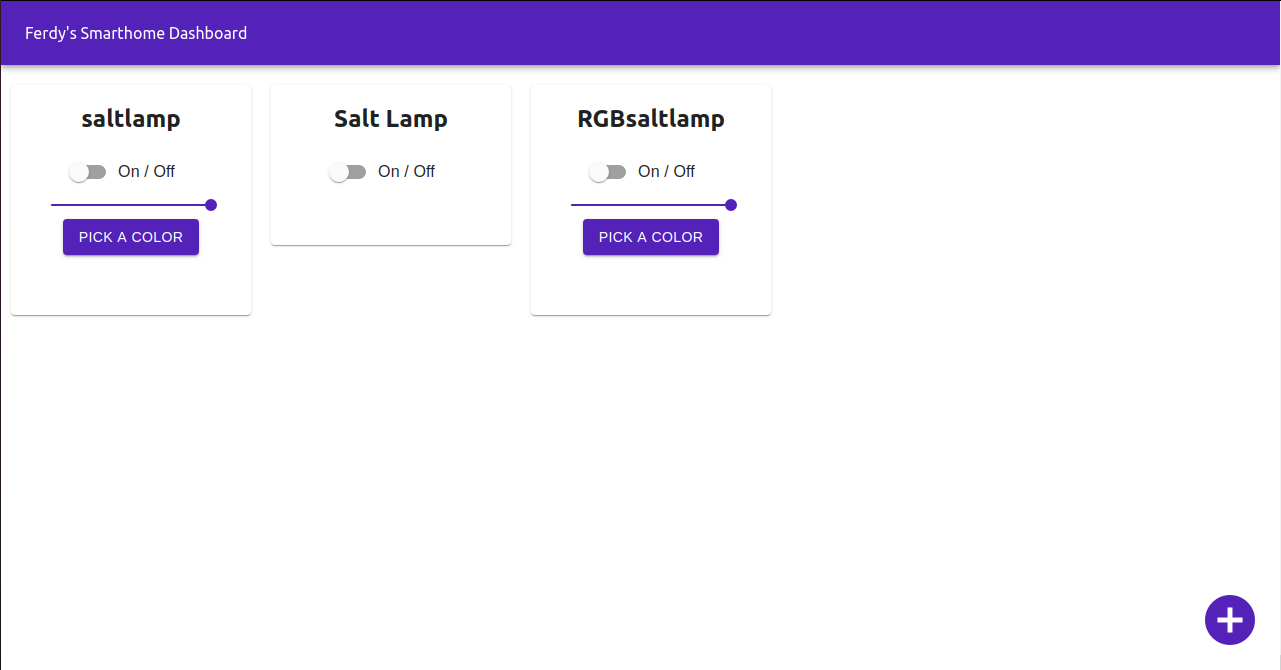 Ferdy's Smarthome Dashboard
saltlamp
On / Off
PICK A COLOR
Salt Lamp
On / Off
RGBsaltlamp
On / Off
PICK A COLOR